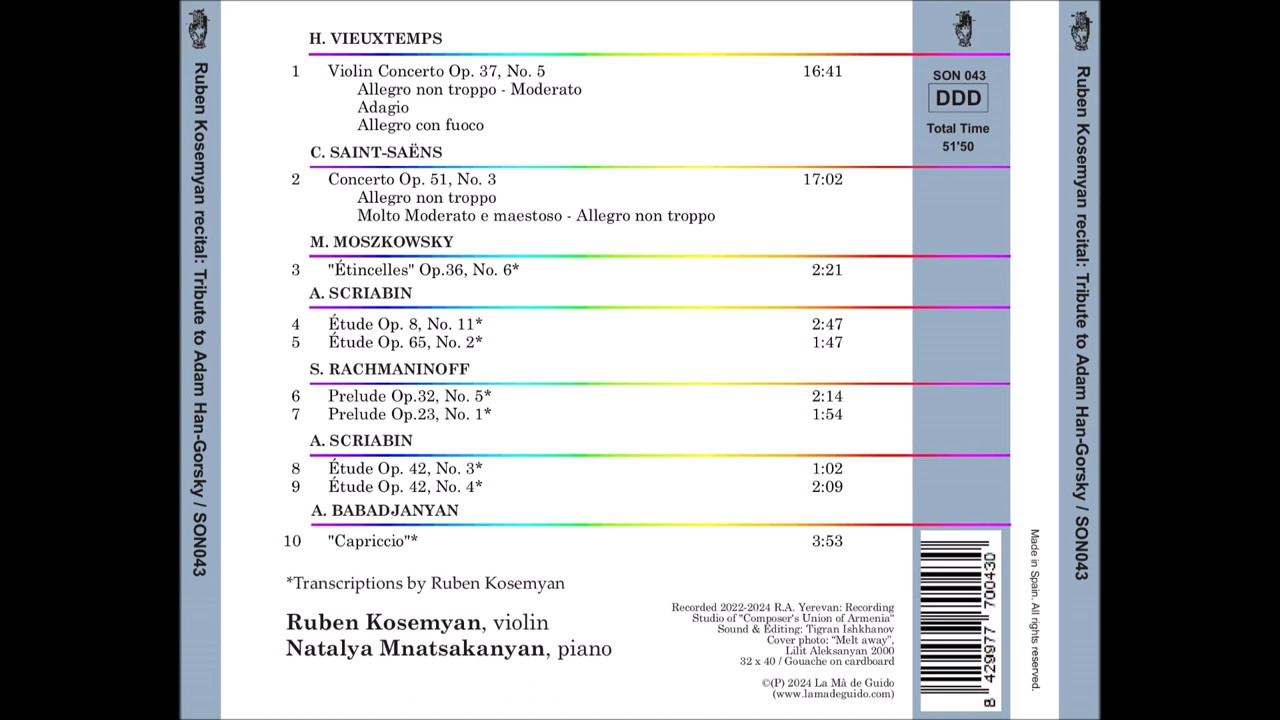 Ruben Kosemyan recital: Tribute to Adam Han-Gorsky / SON043
H. VIEUXTEMPS
1 Violin Concerto Op. 37, No. 5 16:41
Allegro non troppo - Moderato
Adagio
Allegro con fuoco
C. SAINT-SAËNS
2 Concerto Op. 51, No. 3 17:02
Allegro non troppo
Molto Moderato e maestoso - Allegro non troppo
M. MOSZKOWSKY
3 "Étincelles" Op.36, No. 6* 2:21
A. SCRIABIN
4 Étude Op. 8, No. 11* 2:47
5 Étude Op. 65, No. 2* 1:47
S. RACHMANINOFF
6 Prelude Op.32, No. 5* 2:14
7 Prelude Op.23, No. 1* 1:54
A. SCRIABIN
8 Étude Op. 42, No. 3* 1:02
9 Étude Op. 42, No. 4* 2:09
A. BABADJANYAN
10 "Capriccio"* 3:53
*Transcriptions by Ruben Kosemyan
Ruben Kosemyan, violin
Natalya Mnatsakanyan, piano
Recorded 2022-2024 R.A. Yerevan: Recording
Studio of "Composer's Union of Armenia"
Sound & Editing: Tigran Ishkhanov
Cover photo: “Melt away”,
Lilit Aleksanyan 2000
32 x 40 / Gouache on cardboard
©(P) 2024 La Mà de Guido
(www.lamadeguido.com)
SON 043
DDD
Total Time
51'50
8 429977 700430
Made in Spain. All rights reserved.
Ruben Kosemyan recital: Tribute to Adam Han-Gorsky / SON043